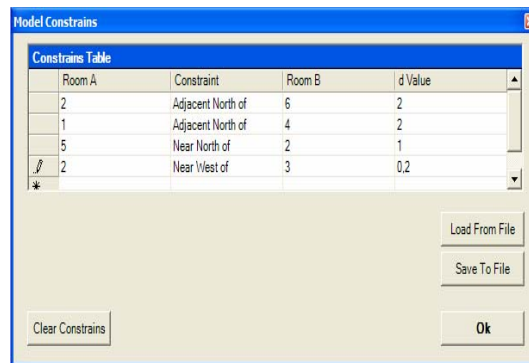 Model Constrains
Constrains Table
Room A Constraint Room B d Value
2 Adjacent North of 6 2
1 Adjacent North of 4 2
5 Near North of 2 1
2 Near West of 3 0,2
Load From File
Save To File
Clear Constrains Ok